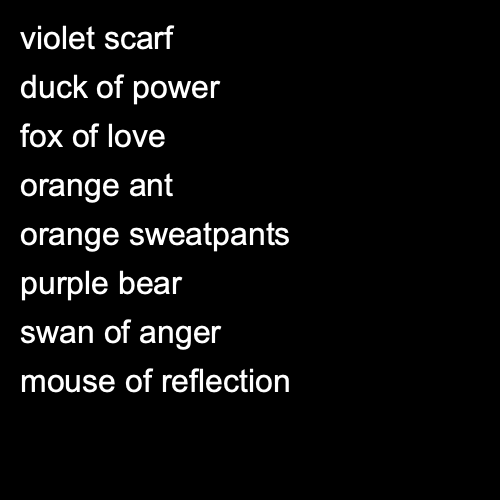 violet scarf
duck of power
fox of love
orange ant
orange sweatpants
purple bear
swan of anger
mouse of reflection